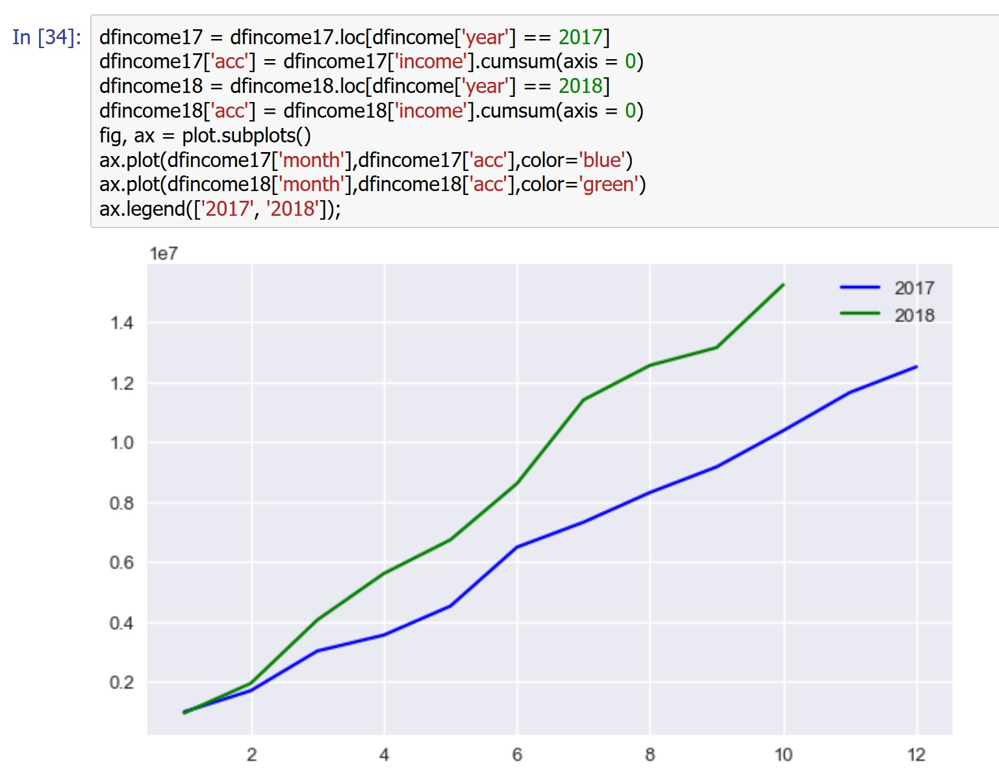 In [34]:
dfincome17 = dfincome17.loc[dfincome['year'] == 2017]
dfincome17['acc'] = dfincome17['income'].cumsum(axis = 0)
dfincome18 = dfincome18.loc[dfincome['year'] == 2018]
dfincome18['acc'] = dfincome18['income'].cumsum(axis = 0)
fig, ax = plot.subplots()
ax.plot(dfincome17['month'],dfincome17['acc'],color='blue')
ax.plot(dfincome18['month'],dfincome18['acc'],color='green')
ax.legend(['2017', '2018']);
1e7
2017
2018
1.4
1.2
1.0
0.8
0.6
0.4
0.2
2 4 6 8 10 12